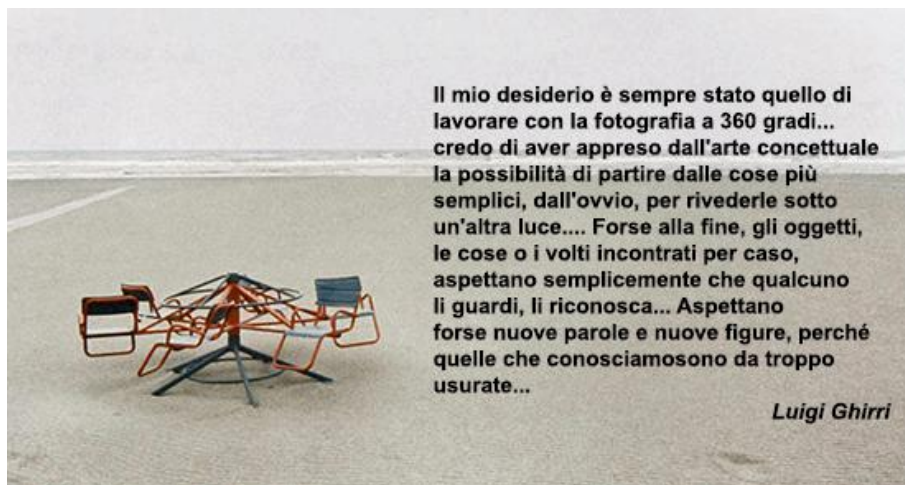 Il mio desiderio è sempre stato quello di
lavorare con la fotografia a 360 gradi...
credo di aver appreso dall'arte concettuale
la possibilità di partire dalle cose più
semplici, dall'ovvio, per rivederle sotto
un'altra luce.... Forse alla fine, gli oggetti,
le cose o i volti incontrati per caso,
aspettano semplicemente che qualcuno
li guardi, li riconosca... Aspettano
forse nuove parole e nuove figure, perché
quelle che conosciamosono da troppo
usurate...
Luigi Ghirri